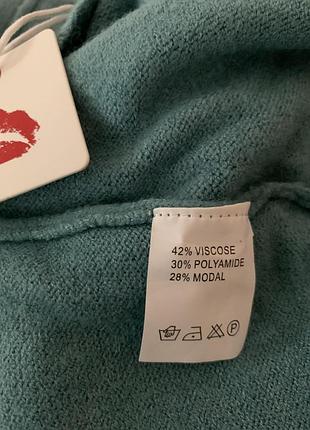 42% VISCOSE
30% POLYAMIDE
28% MODAL
P